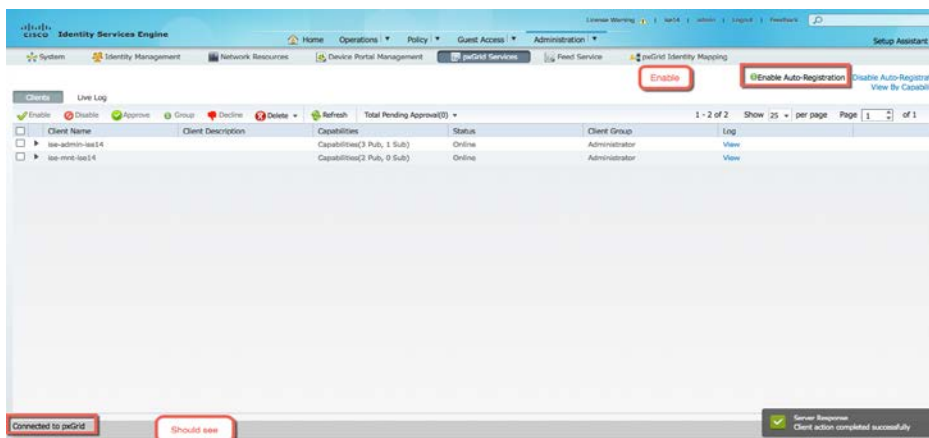 License Warning | ise14 | admin | Logout | Feedback
cisco Identity Services Engine
Home Operations Policy Guest Access Administration
Setup Assistant
System Identity Management Network Resources Device Portal Management pxGrid Services Feed Service pxGrid Identity Mapping
Enable
Enable Auto-Registration Disable Auto-Registra
View By Capabili
Clients Live Log
Enable Disable Approve Group Decline Delete Refresh Total Pending Approval(0) 1 - 2 of 2 Show 25 per page Page 1 of 1
Client Name Client Description Capabilities Status Client Group Log
ise-admin-ise14 Capabilities(3 Pub, 1 Sub) Online Administrator View
ise-mnt-ise14 Capabilities(2 Pub, 0 Sub) Online Administrator View
Connected to pxGrid
Should see
Server Response
Client action completed successfully